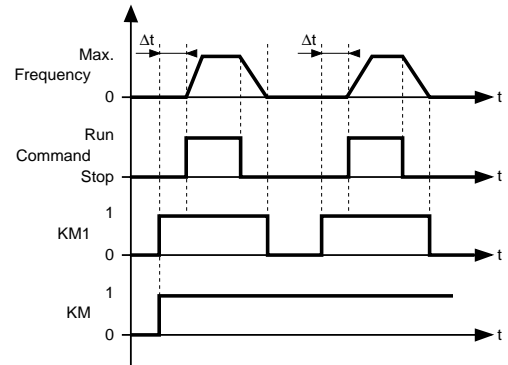 Δt Δt
Max.
Frequency
0 t
Run
Command
Stop t
1
KM1
0 t
1
KM
0 t